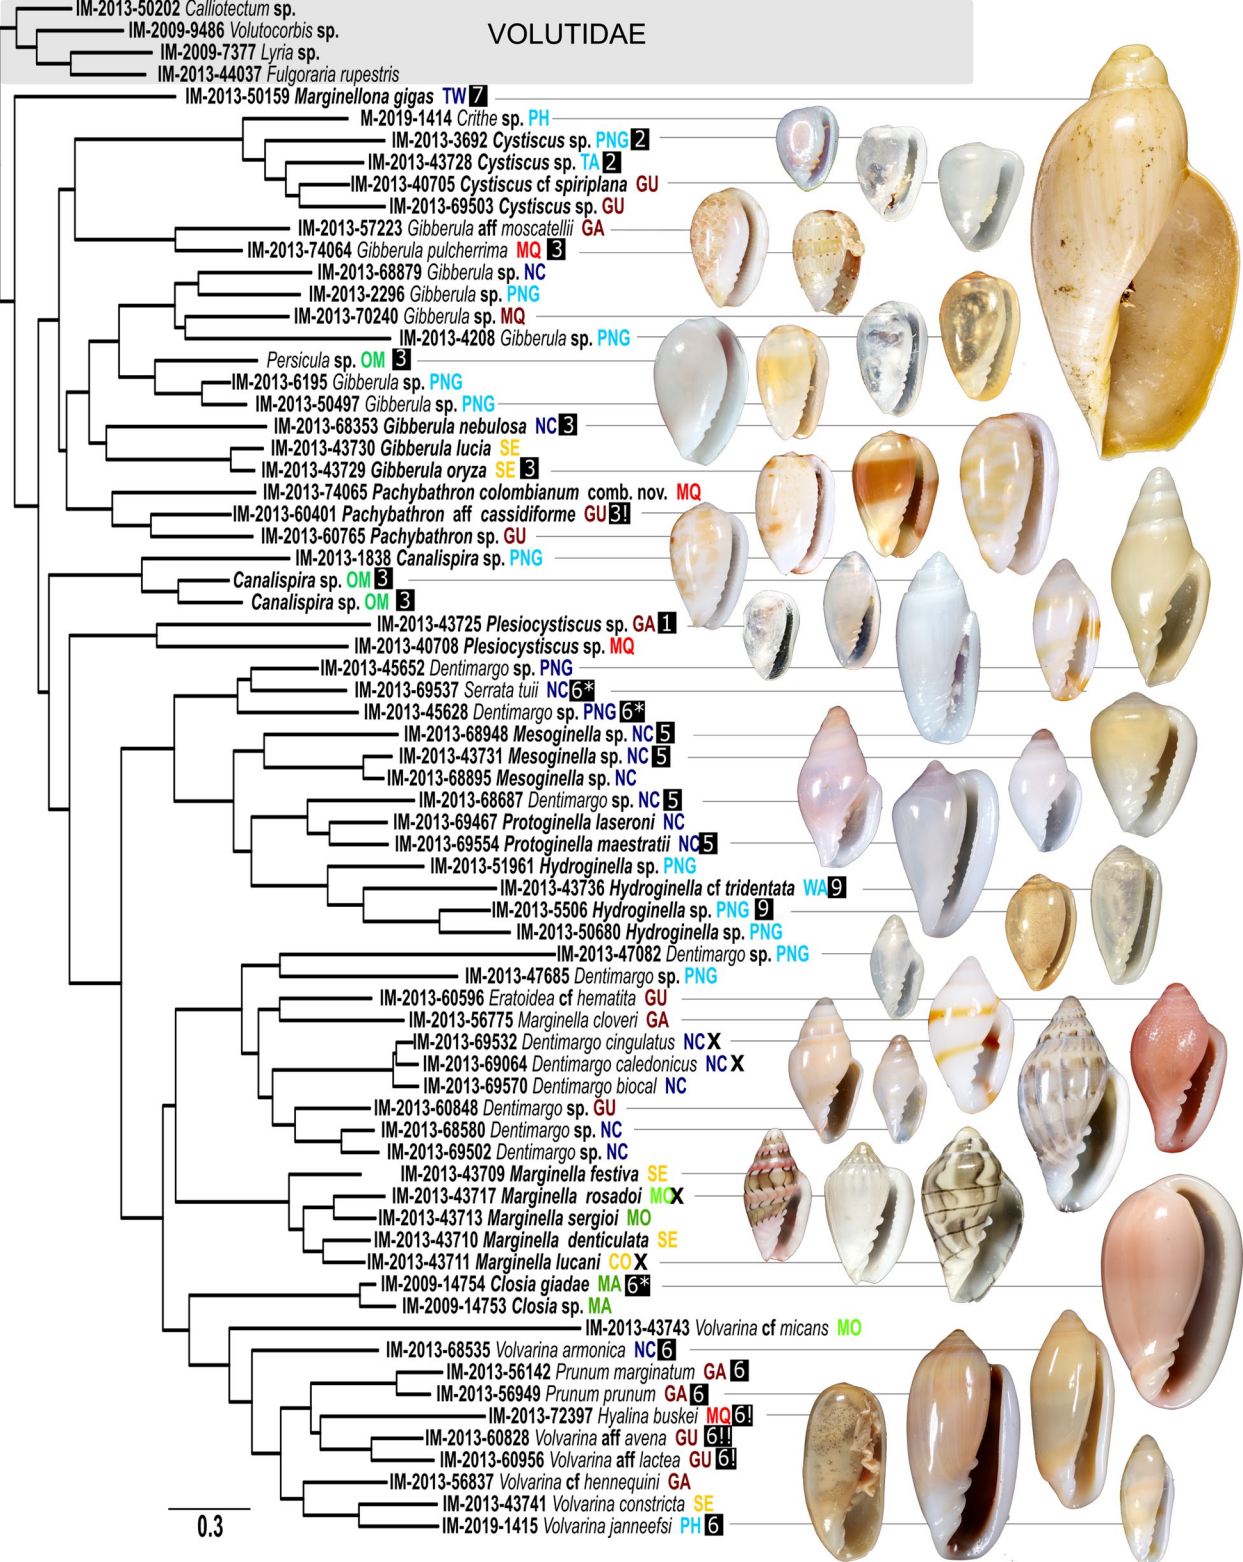 IM-2013-50202 Calliotectum sp.
IM-2009-9486 Volutocorbis sp.
VOLUTIDAE
IM-2009-7377 Lyria sp.
IM-2013-44037 Fulgoraria rupestris
IM-2013-50159 Marginellona gigas TW 7
M-2019-1414 Crithe sp. PH
IM-2013-3692 Cystiscus sp. PNG 2
IM-2013-43728 Cystiscus sp. TA 2
IM-2013-40705 Cystiscus cf spiriplana GU
IM-2013-69503 Cystiscus sp. GU
IM-2013-57223 Gibberula aff moscatellii GA
IM-2013-74064 Gibberula pulcherrima MQ 3
IM-2013-68879 Gibberula sp. NC
IM-2013-2296 Gibberula sp. PNG
IM-2013-70240 Gibberula sp. MQ
IM-2013-4208 Gibberula sp. PNG
Persicula sp. OM 3
IM-2013-6195 Gibberula sp. PNG
IM-2013-50497 Gibberula sp. PNG
IM-2013-68353 Gibberula nebulosa NC 3
IM-2013-43730 Gibberula lucia SE
IM-2013-43729 Gibberula oryza SE 3
IM-2013-74065 Pachybathron colombianum comb. nov. MQ
IM-2013-60401 Pachybathron aff cassidiforme GU 3!
IM-2013-60765 Pachybathron sp. GU
IM-2013-1838 Canalispira sp. PNG
Canalispira sp. OM 3
Canalispira sp. OM 3
IM-2013-43725 Plesiocystiscus sp. GA 1
IM-2013-40708 Plesiocystiscus sp. MQ
IM-2013-45652 Dentimargo sp. PNG
IM-2013-69537 Serrata tuii NC 6*
IM-2013-45628 Dentimargo sp. PNG 6*
IM-2013-68948 Mesoginella sp. NC 5
IM-2013-43731 Mesoginella sp. NC 5
IM-2013-68895 Mesoginella sp. NC
IM-2013-68687 Dentimargo sp. NC 5
IM-2013-69467 Protoginella laseroni NC
IM-2013-69554 Protoginella maestratii NC 5
IM-2013-51961 Hydroginella sp. PNG
IM-2013-43736 Hydroginella cf tridentata WA 9
IM-2013-5506 Hydroginella sp. PNG 9
IM-2013-50680 Hydroginella sp. PNG
IM-2013-47082 Dentimargo sp. PNG
IM-2013-47685 Dentimargo sp. PNG
IM-2013-60596 Eratoidea cf hematita GU
IM-2013-56775 Marginella cloveri GA
IM-2013-69532 Dentimargo cingulatus NC X
IM-2013-69064 Dentimargo caledonicus NC X
IM-2013-69570 Dentimargo biocal NC
IM-2013-60848 Dentimargo sp. GU
IM-2013-68580 Dentimargo sp. NC
IM-2013-69502 Dentimargo sp. NC
IM-2013-43709 Marginella festiva SE
IM-2013-43717 Marginella rosadoi MO X
IM-2013-43713 Marginella sergioi MO
IM-2013-43710 Marginella denticulata SE
IM-2013-43711 Marginella lucani CO X
IM-2009-14754 Closia giadae MA 6*
IM-2009-14753 Closia sp. MA
IM-2013-43743 Volvarina cf micans MO
IM-2013-68535 Volvarina armonica NC 6
IM-2013-56142 Prunum marginatum GA 6
IM-2013-56949 Prunum prunum GA 6
IM-2013-72397 Hyalina buskei MQ 6!
IM-2013-60828 Volvarina aff avena GU 6!!
IM-2013-60956 Volvarina aff lactea GU 6!
IM-2013-56837 Volvarina cf hennequini GA
IM-2013-43741 Volvarina constricta SE
IM-2019-1415 Volvarina janneefsi PH 6
0.3